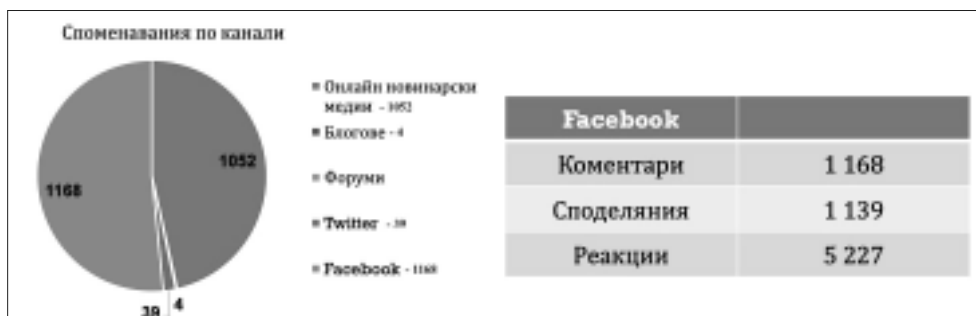 Споменавания по канали
1168
1052
39
4
Онлайн новинарски
медии - 1052
Блогове - 4
Форуми
Twitter - 39
Facebook - 1168
Facebook
Коментари 1 168
Споделяния 1 139
Реакции 5 227